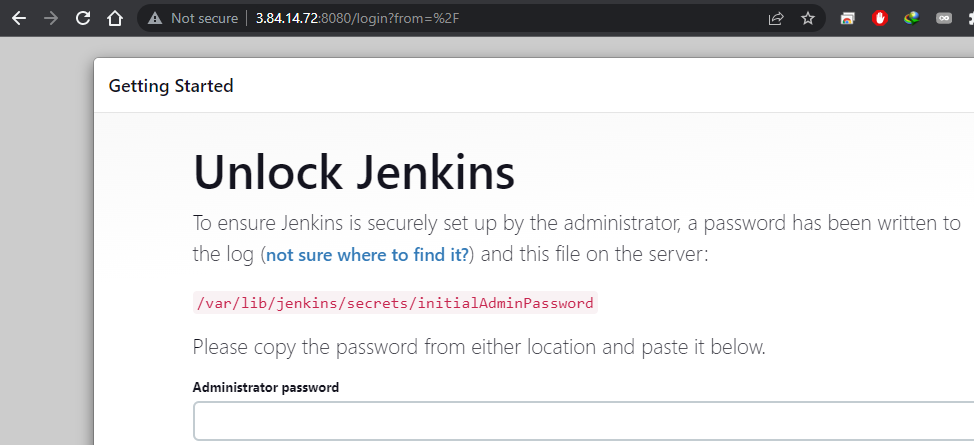 Not secure | 3.84.14.72:8080/login?from=%2F
Getting Started
Unlock Jenkins
To ensure Jenkins is securely set up by the administrator, a password has been written to
the log (not sure where to find it?) and this file on the server:
/var/lib/jenkins/secrets/initialAdminPassword
Please copy the password from either location and paste it below.
Administrator password